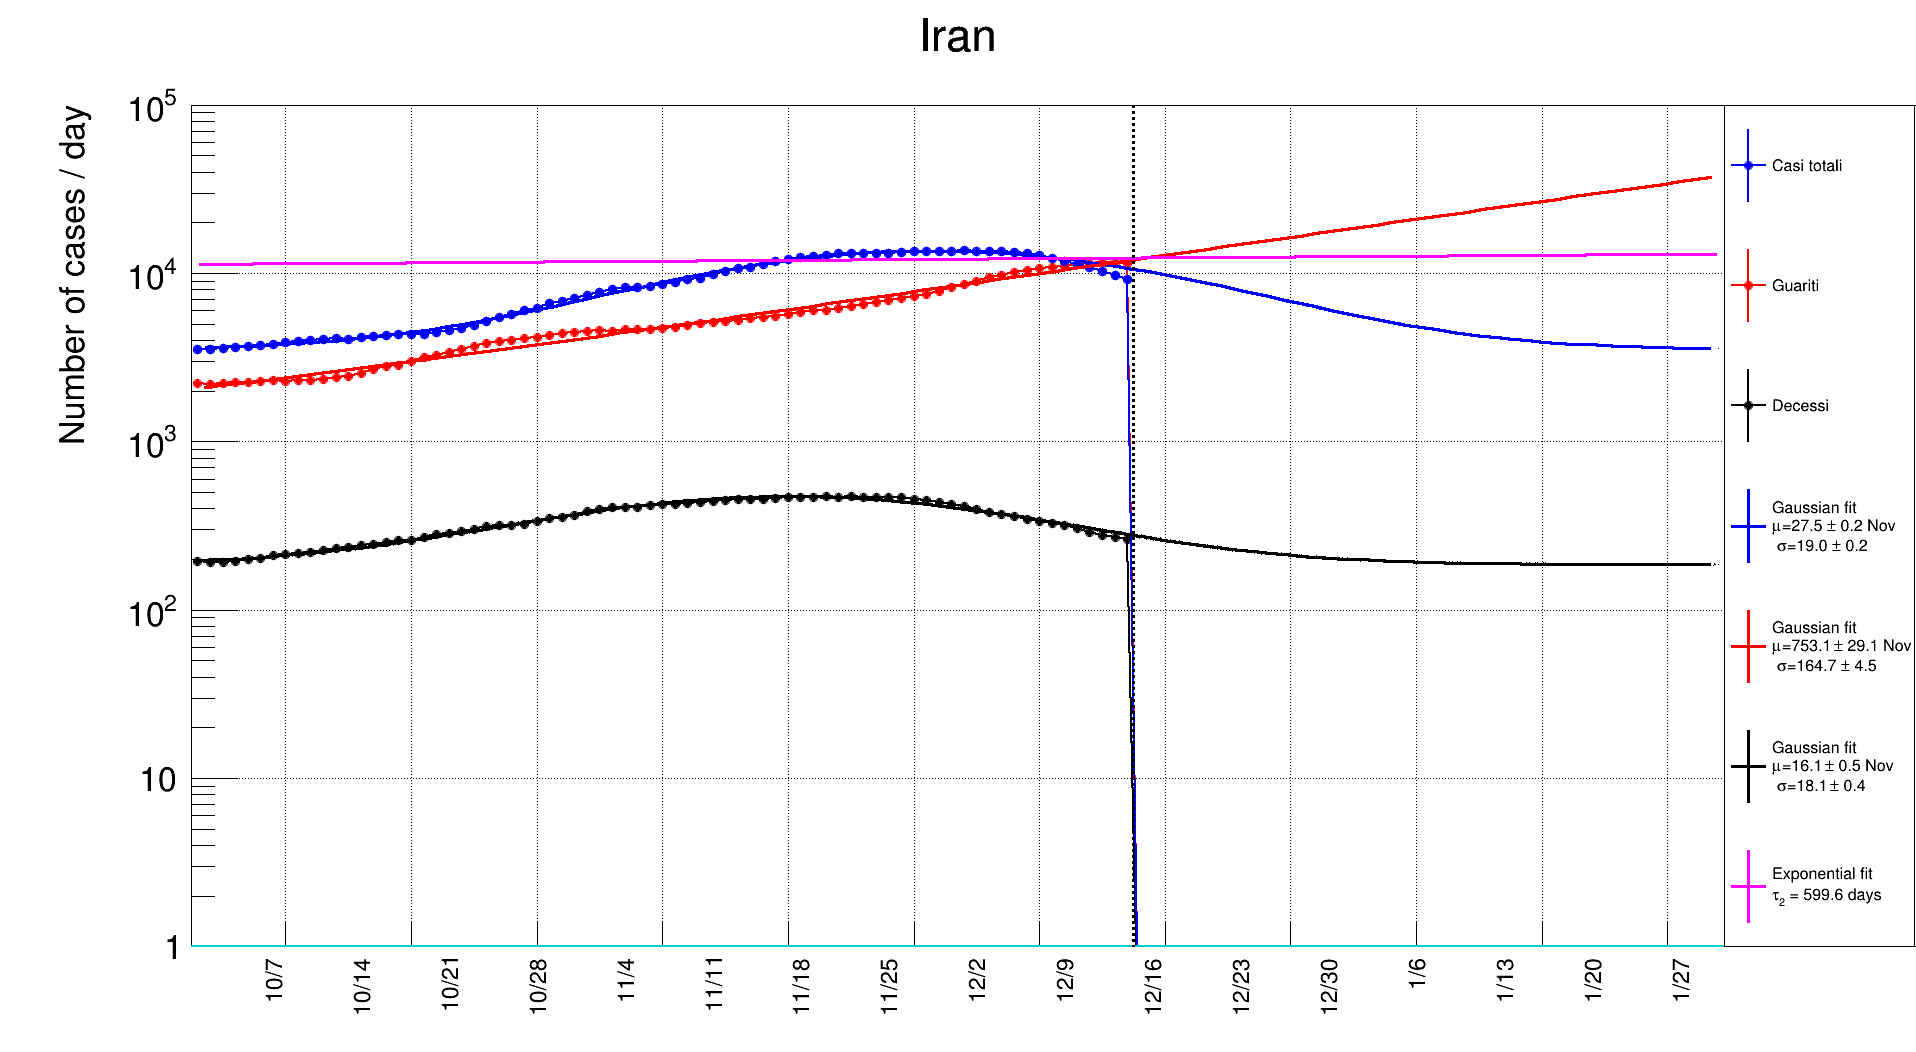 Iran
Number of cases / day
10^5
10^4
10^3
10^2
10
1
10/7
10/14
10/21
10/28
11/4
11/11
11/18
11/25
12/2
12/9
12/16
12/23
12/30
1/6
1/13
1/20
1/27
Casi totali
Guariti
Decessi
Gaussian fit
μ=27.5 ± 0.2 Nov
σ=19.0 ± 0.2
Gaussian fit
μ=753.1 ± 29.1 Nov
σ=164.7 ± 4.5
Gaussian fit
μ=16.1 ± 0.5 Nov
σ=18.1 ± 0.4
Exponential fit
τ₂ = 599.6 days